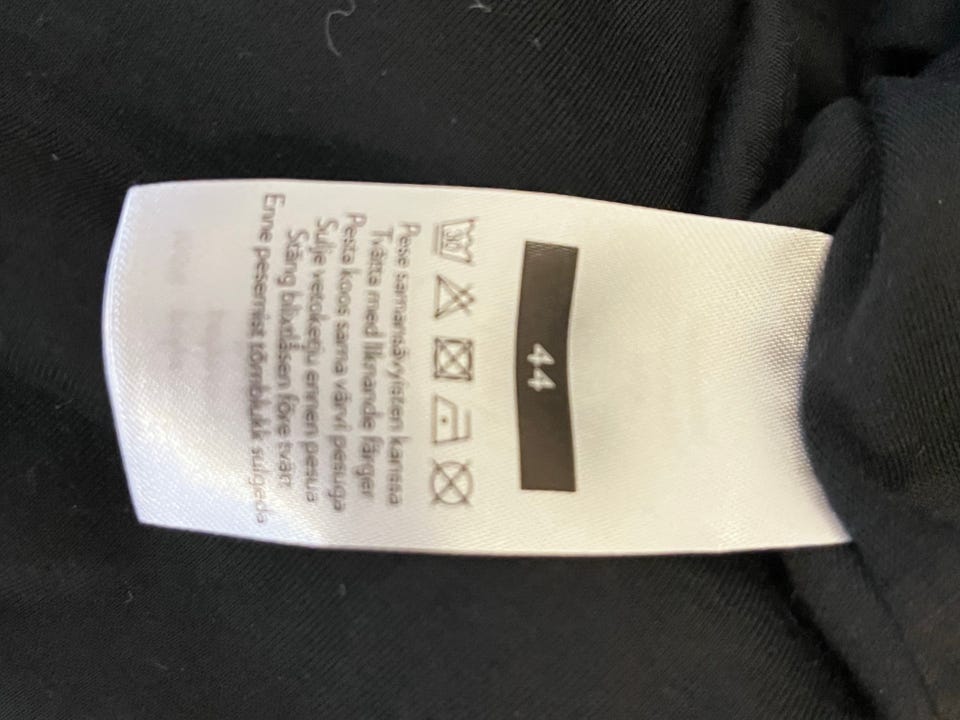 44
30
Pese samansävyisten kanssa
Tvätta med liknande färger
Pesta koos sama värvi pesuga
Sulje vetoketju ennen pesua
Stäng blixtlåsen före tvätt
Enne pesemist tõmblukk sulgeda